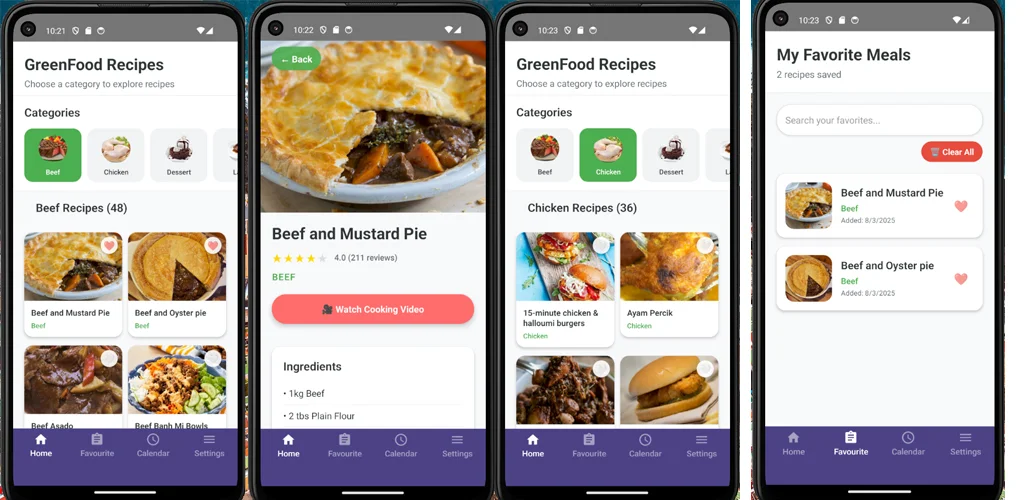 10:21
GreenFood Recipes
Choose a category to explore recipes
Categories
Beef
Chicken
Dessert
Beef Recipes (48)
Beef and Mustard Pie
Beef
Beef and Oyster pie
Beef
Beef Asado
Beef Banh Mi Bowls
Home
Favourite
Calendar
Settings
10:22
← Back
Beef and Mustard Pie
4.0 (211 reviews)
BEEF
Watch Cooking Video
Ingredients
• 1kg Beef
• 2 tbs Plain Flour
Home
Favourite
Calendar
Settings
10:23
GreenFood Recipes
Choose a category to explore recipes
Categories
Beef
Chicken
Dessert
Chicken Recipes (36)
15-minute chicken &
halloumi burgers
Chicken
Ayam Percik
Chicken
Home
Favourite
Calendar
Settings
10:23
My Favorite Meals
2 recipes saved
Search your favorites...
Clear All
Beef and Mustard Pie
Beef
Added: 8/3/2025
Beef and Oyster pie
Beef
Added: 8/3/2025
Home
Favourite
Calendar
Settings